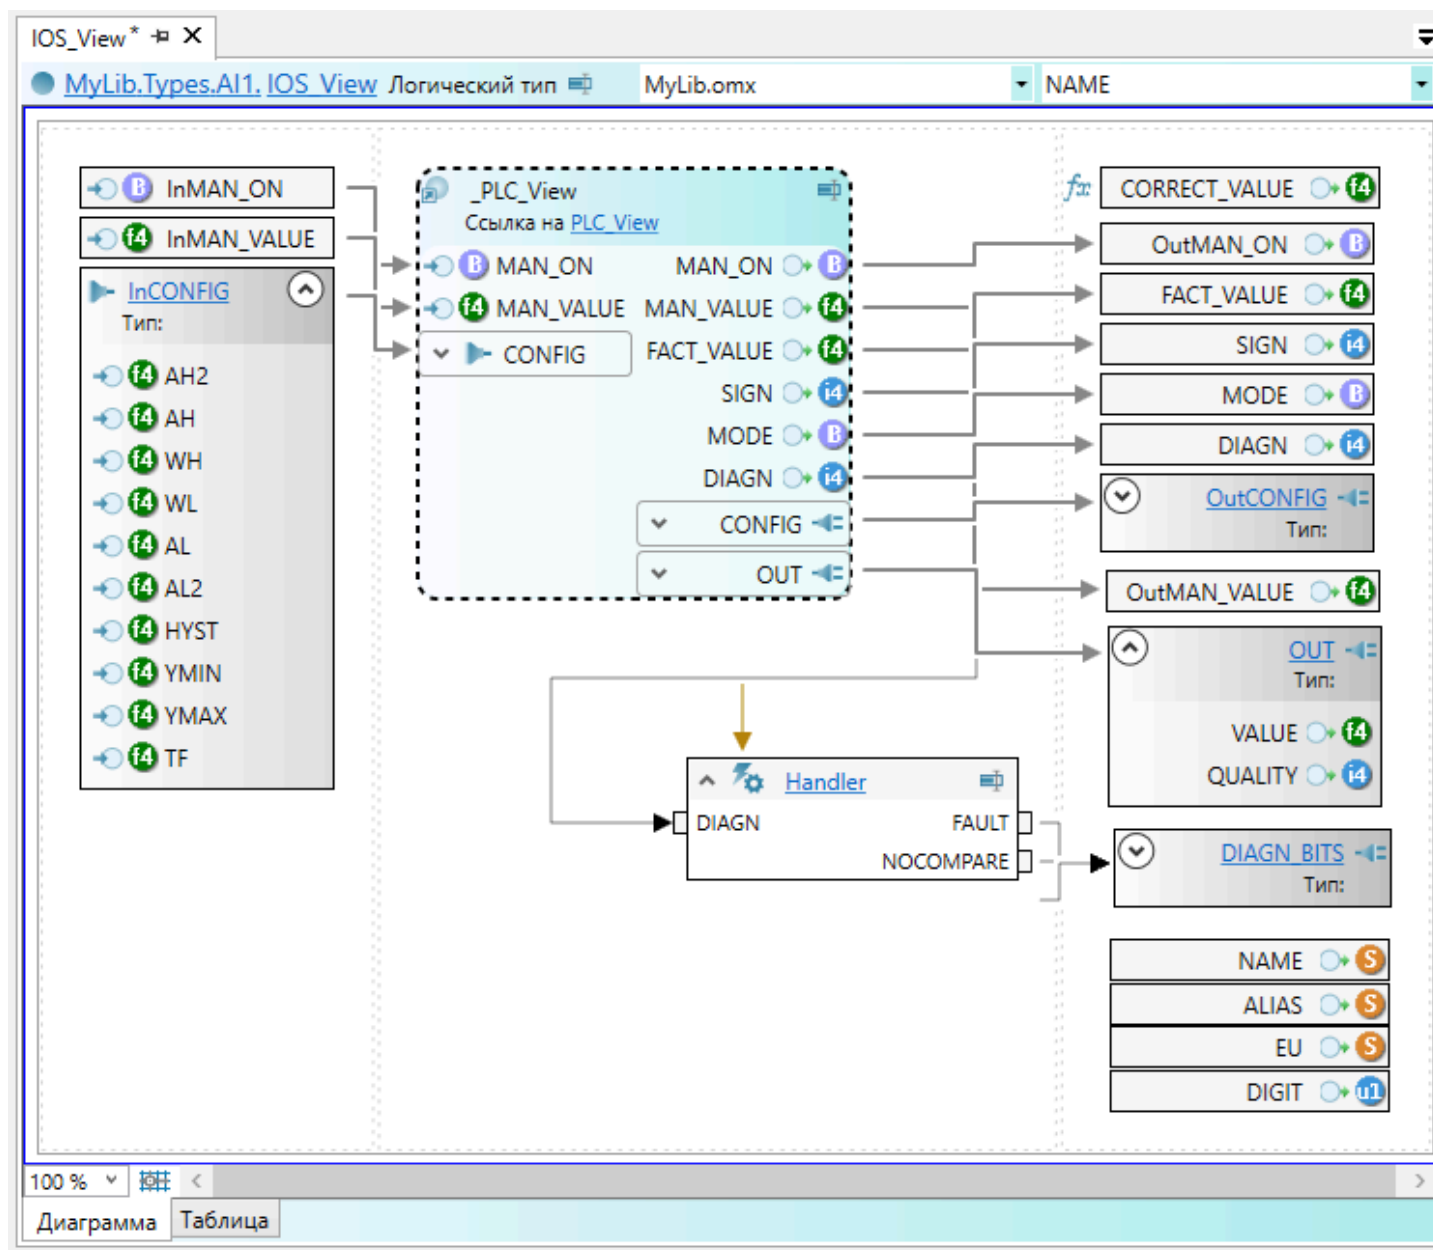 IOS_View*
MyLib.Types.AI1. IOS_View Логический тип MyLib.omx NAME
InMAN_ON
InMAN_VALUE
InCONFIG
Тип:
AH2
AH
WH
WL
AL
AL2
HYST
YMIN
YMAX
TF
_PLC_View
Ссылка на PLC_View
MAN_ON MAN_ON
MAN_VALUE MAN_VALUE
CONFIG FACT_VALUE
SIGN
MODE
DIAGN
CONFIG
OUT
Handler
DIAGN FAULT
NOCOMPARE
CORRECT_VALUE
OutMAN_ON
FACT_VALUE
SIGN
MODE
DIAGN
OutCONFIG
Тип:
OutMAN_VALUE
OUT
Тип:
VALUE
QUALITY
DIAGN_BITS
Тип:
NAME
ALIAS
EU
DIGIT
100 %
Диаграмма Таблица